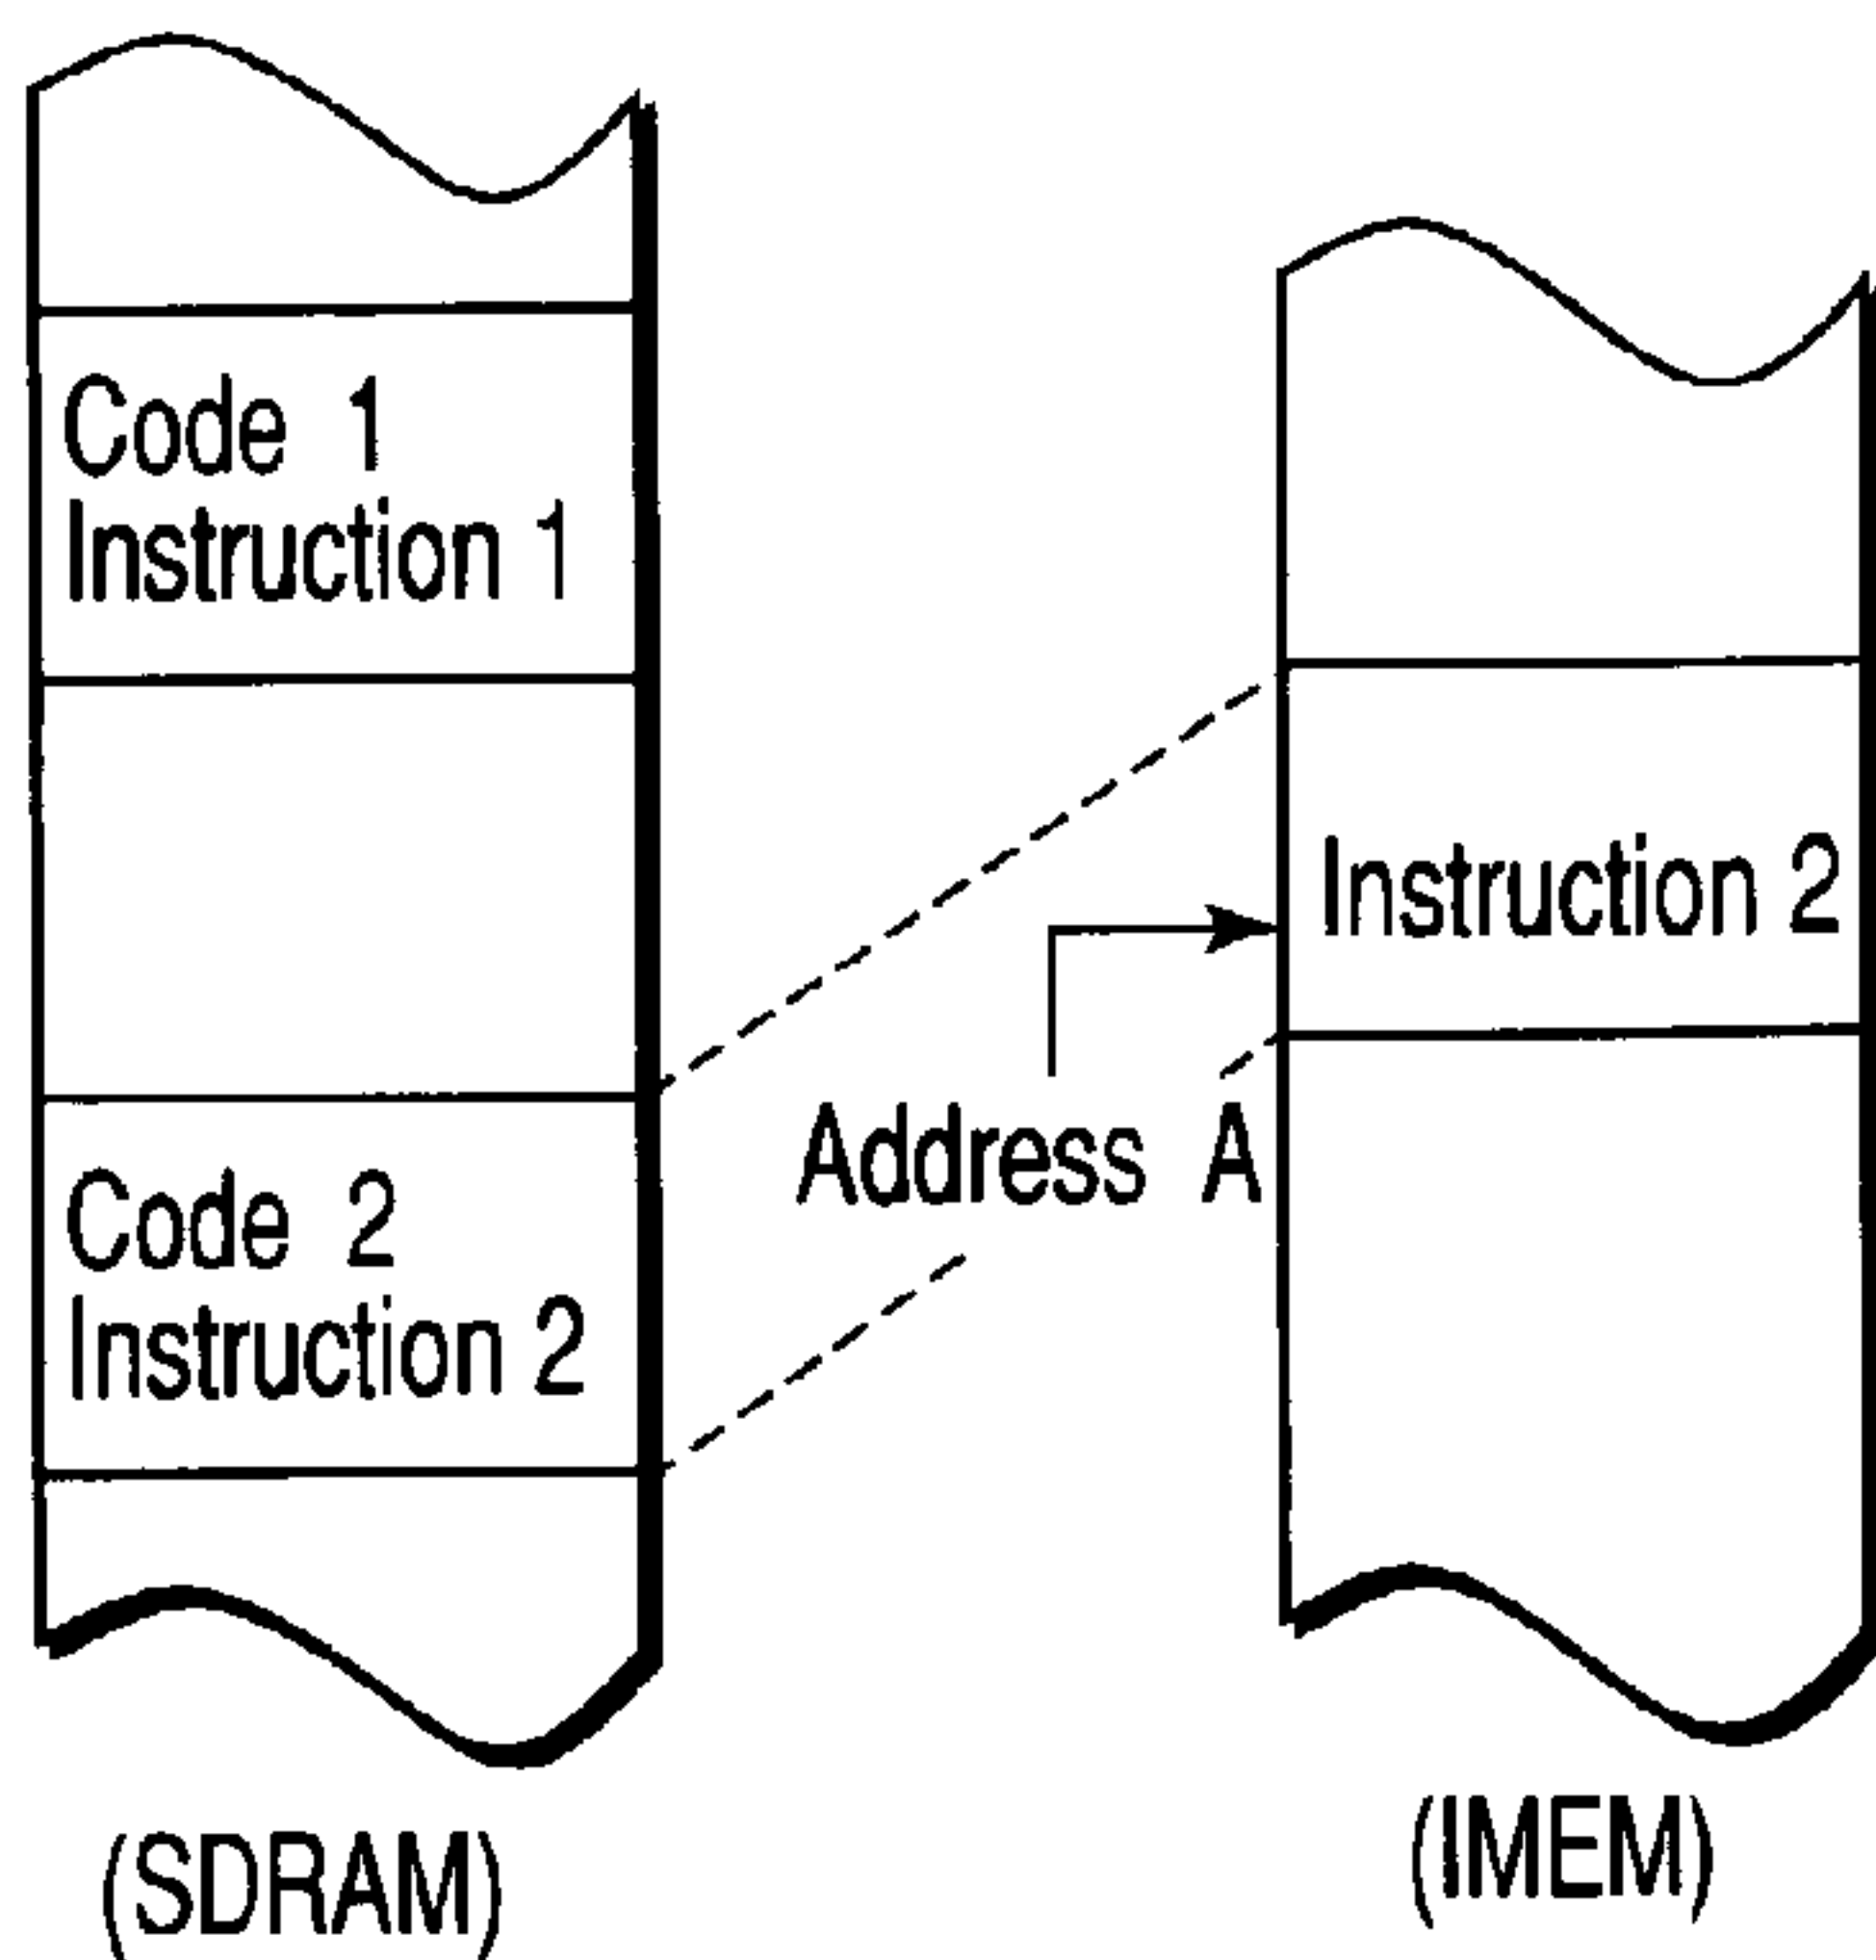 Code 1
Instruction 1
Instruction 2
Address A
Code 2
Instruction 2
(SDRAM)
(IMEM)